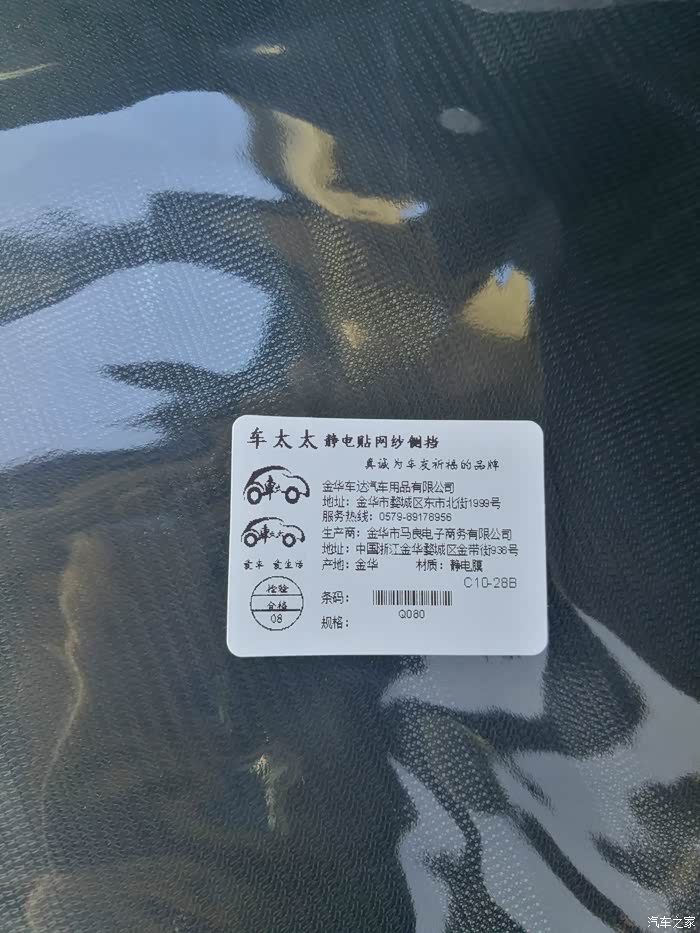 车太太 静电贴网纱侧挡
真诚为车友祈福的品牌
金华车达汽车用品有限公司
地址：金华市婺城区东市北街1999号
服务热线：0579-89178956
生产商：金华市马良电子商务有限公司
地址：中国浙江金华婺城区金带街938号
产地：金华 材质：静电膜
C10-28B
爱车 爱生活
检验
合格
08
条码：
Q080
规格：
汽车之家